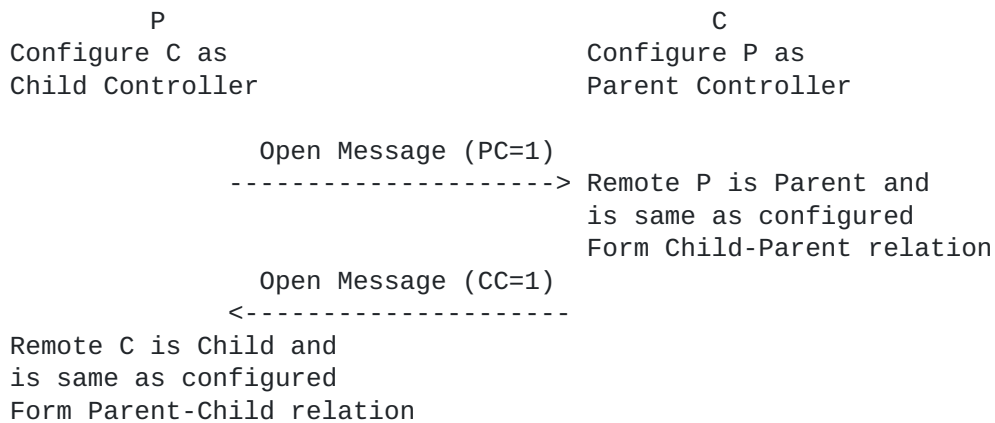 P C
Configure C as Configure P as
Child Controller Parent Controller
Open Message (PC=1)
---------------------> Remote P is Parent and
is same as configured
Form Child-Parent relation
Open Message (CC=1)
<---------------------
Remote C is Child and
is same as configured
Form Parent-Child relation